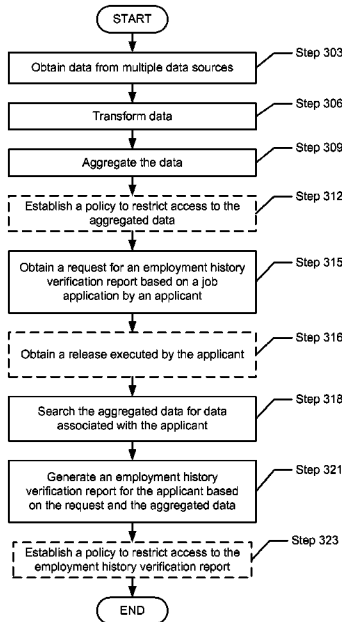 START
Step 303
Obtain data from multiple data sources
Step 306
Transform data
Step 309
Aggregate the data
Step 312
Establish a policy to restrict access to the
aggregated data
Step 315
Obtain a request for an employment history
verification report based on a job
application by an applicant
Step 316
Obtain a release executed by the applicant
Step 318
Search the aggregated data for data
associated with the applicant
Step 321
Generate an employment history
verification report for the applicant based
on the request and the aggregated data
Step 323
Establish a policy to restrict access to the
employment history verification report
END